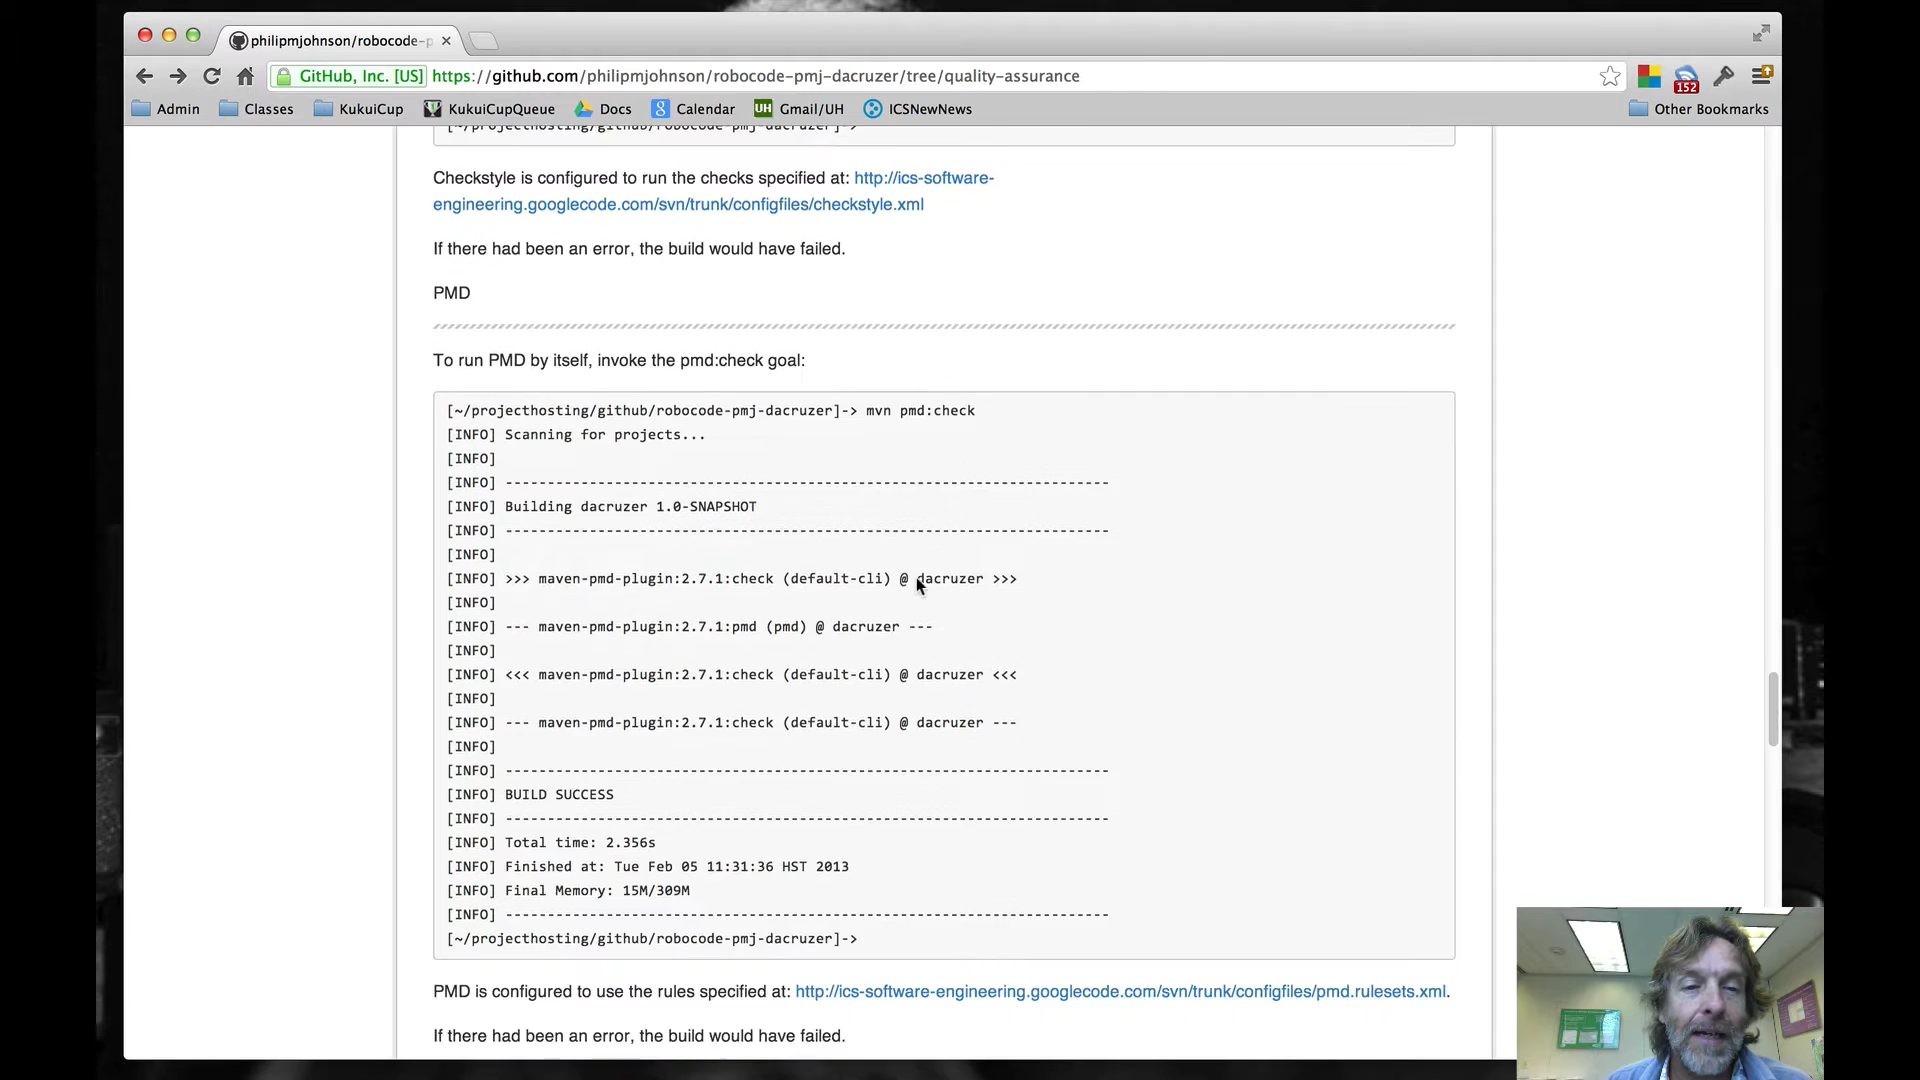 philipmjohnson/robocode-p
GitHub, Inc. [US] https://github.com/philipmjohnson/robocode-pmj-dacruzer/tree/quality-assurance
152
Admin Classes KukuiCup KukuiCupQueue Docs Calendar UH Gmail/UH ICSNewNews Other Bookmarks
[~/projecthosting/github/robocode-pmj-dacruzer]->
Checkstyle is configured to run the checks specified at: http://ics-software-
engineering.googlecode.com/svn/trunk/configfiles/checkstyle.xml
If there had been an error, the build would have failed.
PMD
To run PMD by itself, invoke the pmd:check goal:
[~/projecthosting/github/robocode-pmj-dacruzer]-> mvn pmd:check
[INFO] Scanning for projects...
[INFO]
[INFO] ------------------------------------------------------------------------
[INFO] Building dacruzer 1.0-SNAPSHOT
[INFO] ------------------------------------------------------------------------
[INFO]
[INFO] >>> maven-pmd-plugin:2.7.1:check (default-cli) @ dacruzer >>>
[INFO]
[INFO] --- maven-pmd-plugin:2.7.1:pmd (pmd) @ dacruzer ---
[INFO]
[INFO] <<< maven-pmd-plugin:2.7.1:check (default-cli) @ dacruzer <<<
[INFO]
[INFO] --- maven-pmd-plugin:2.7.1:check (default-cli) @ dacruzer ---
[INFO]
[INFO] ------------------------------------------------------------------------
[INFO] BUILD SUCCESS
[INFO] ------------------------------------------------------------------------
[INFO] Total time: 2.356s
[INFO] Finished at: Tue Feb 05 11:31:36 HST 2013
[INFO] Final Memory: 15M/309M
[INFO] ------------------------------------------------------------------------
[~/projecthosting/github/robocode-pmj-dacruzer]->
PMD is configured to use the rules specified at: http://ics-software-engineering.googlecode.com/svn/trunk/configfiles/pmd.rulesets.xml.
If there had been an error, the build would have failed.